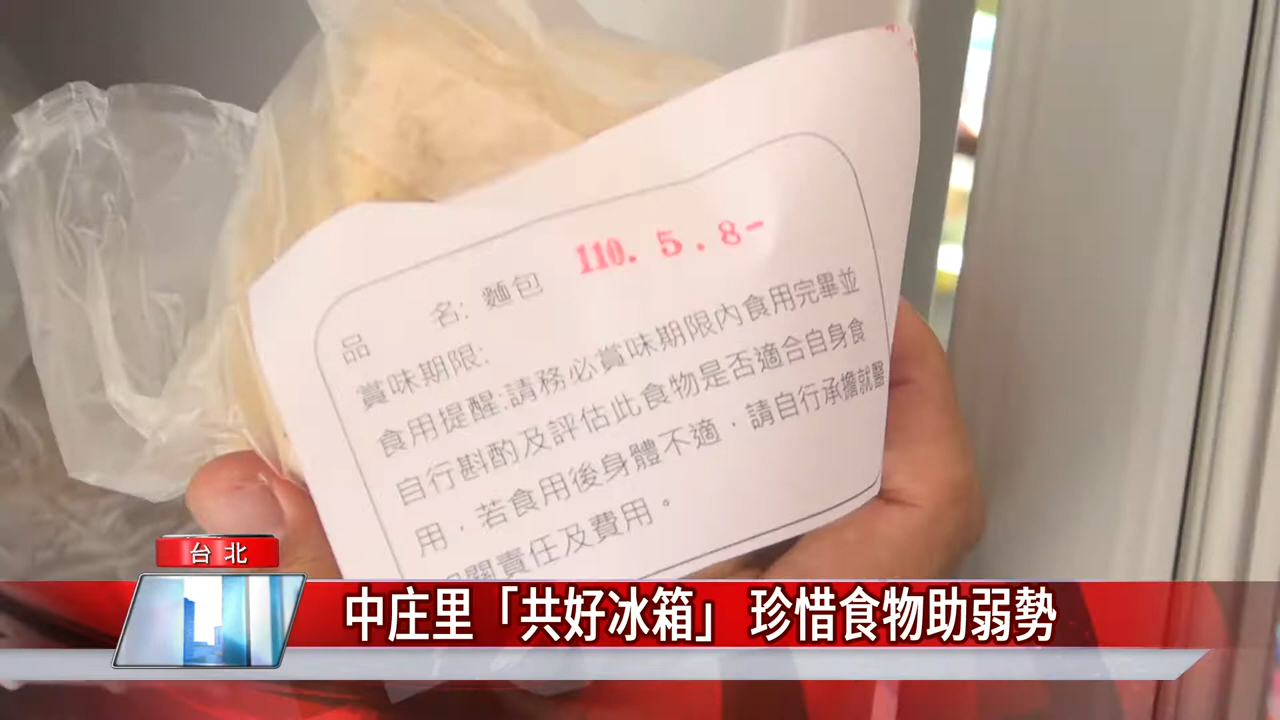 110. 5. 8-
品 名: 麵包
賞味期限:
食用提醒:請務必賞味期限內食用完畢並
自行斟酌及評估此食物是否適合自身食
用，若食用後身體不適，請自行承擔就醫
關責任及費用。
台北
中庄里「共好冰箱」 珍惜食物助弱勢